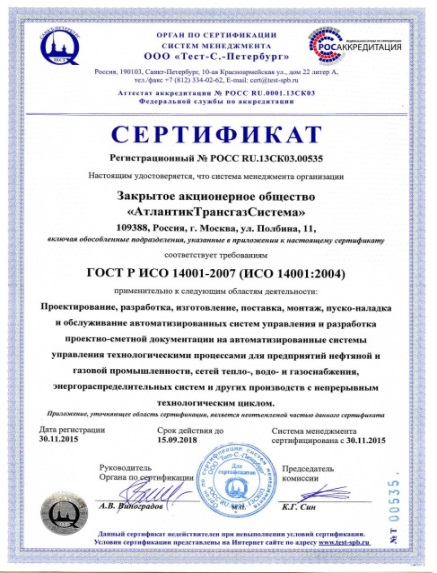 ОРГАН ПО СЕРТИФИКАЦИИ
СИСТЕМ МЕНЕДЖМЕНТА
ООО "Тест-С.-Петербург"
РОСАККРЕДИТАЦИЯ
Россия, 190103, Санкт-Петербург, 10-ая Красноармейская ул., дом 22 литер А,
тел./факс +7 (812) 334-02-62, E-mail: cert@test-spb.ru
Аттестат аккредитации № РОСС RU.0001.13СК03
Федеральной службы по аккредитации
СЕРТИФИКАТ
Регистрационный № РОСС RU.13СК03.00535
Настоящим удостоверяется, что система менеджмента организации
Закрытое акционерное общество
«АтлантикТрансгазСистема»
109388, Россия, г. Москва, ул. Полбина, 11,
включая обособленные подразделения, указанные в приложении к настоящему сертификату
соответствует требованиям
ГОСТ Р ИСО 14001-2007 (ИСО 14001:2004)
применительно к следующим областям деятельности:
Проектирование, разработка, изготовление, поставка, монтаж, пуско-наладка
и обслуживание автоматизированных систем управления и разработка
проектно-сметной документации на автоматизированные системы
управления технологическими процессами для предприятий нефтяной и
газовой промышленности, сетей тепло-, водо- и газоснабжения,
энергораспределительных систем и других производств с непрерывным
технологическим циклом.
Приложение, уточняющее область сертификации, является неотъемлемой частью данного сертификата
Дата регистрации
30.11.2015
Срок действия до
15.09.2018
Система менеджмента
сертифицирована с 30.11.2015
Руководитель
Органа по сертификации
А.В. Виноградов
Для
сертификатов
Председатель
комиссии
К.Г. Син
№Т 00535.
Данный сертификат недействителен при невыполнении условий сертификации.
Условия сертификации представлены на Интернет сайте по адресу www.test-spb.ru